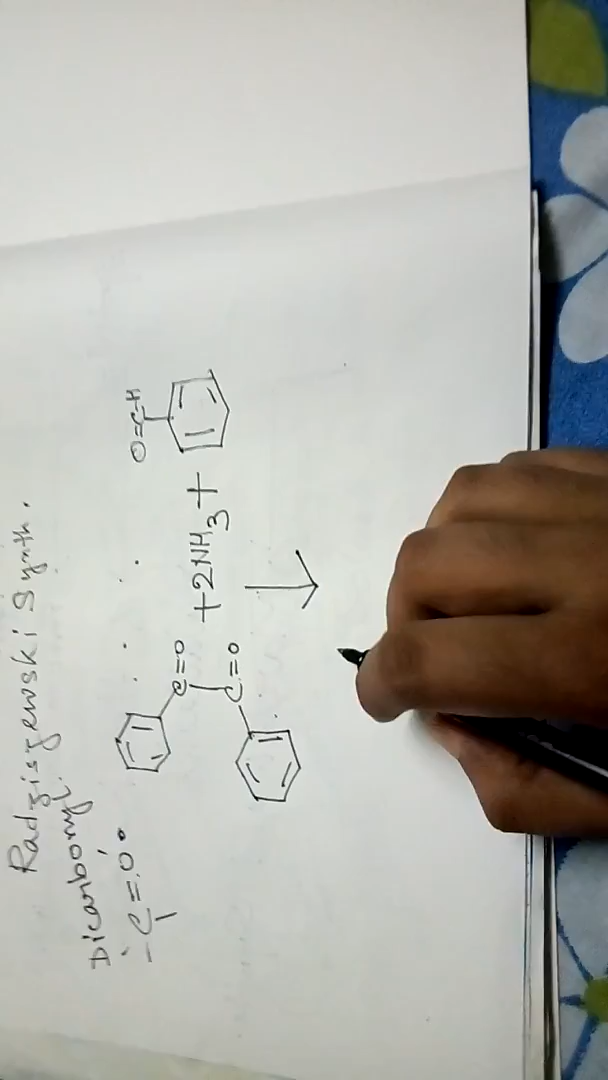 Radziszewski Synth.
Dicarbonyl.
-C=O
C=O
C=O
+2NH3+
O=C-H